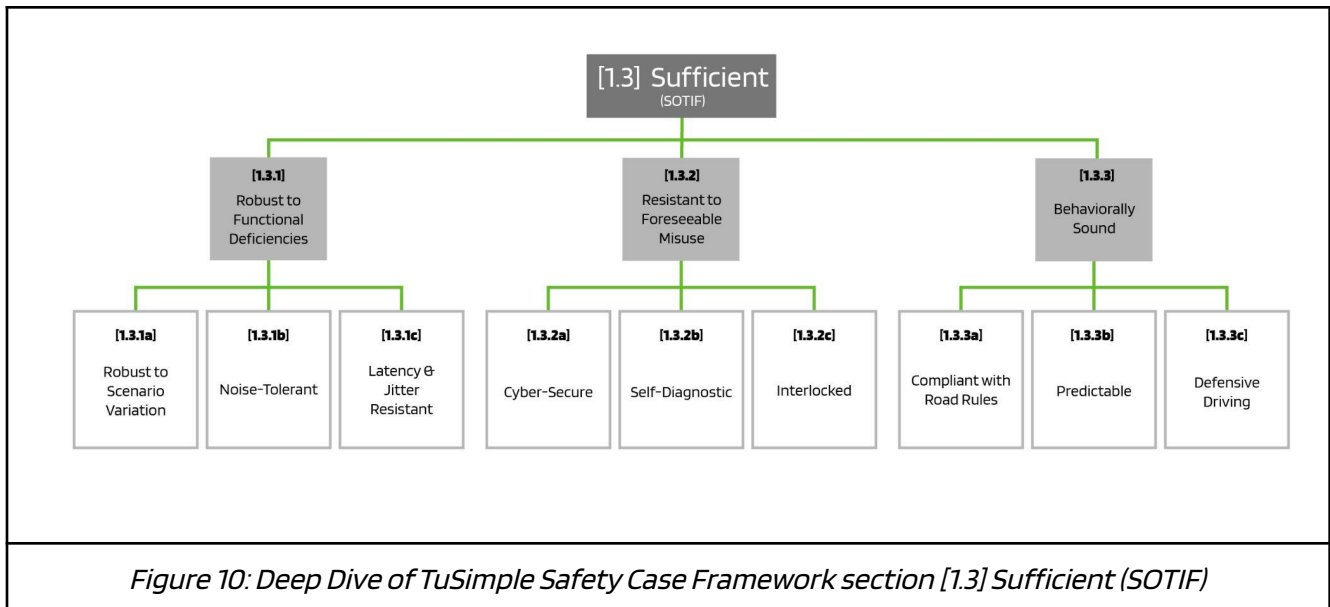 [1.3] Sufficient
(SOTIF)
[1.3.1]
Robust to
Functional
Deficiencies
[1.3.2]
Resistant to
Foreseeable
Misuse
[1.3.3]
Behaviorally
Sound
[1.3.1a]
Robust to
Scenario
Variation
[1.3.1b]
Noise-Tolerant
[1.3.1c]
Latency &
Jitter
Resistant
[1.3.2a]
Cyber-Secure
[1.3.2b]
Self-Diagnostic
[1.3.2c]
Interlocked
[1.3.3a]
Compliant with
Road Rules
[1.3.3b]
Predictable
[1.3.3c]
Defensive
Driving
Figure 10: Deep Dive of TuSimple Safety Case Framework section [1.3] Sufficient (SOTIF)